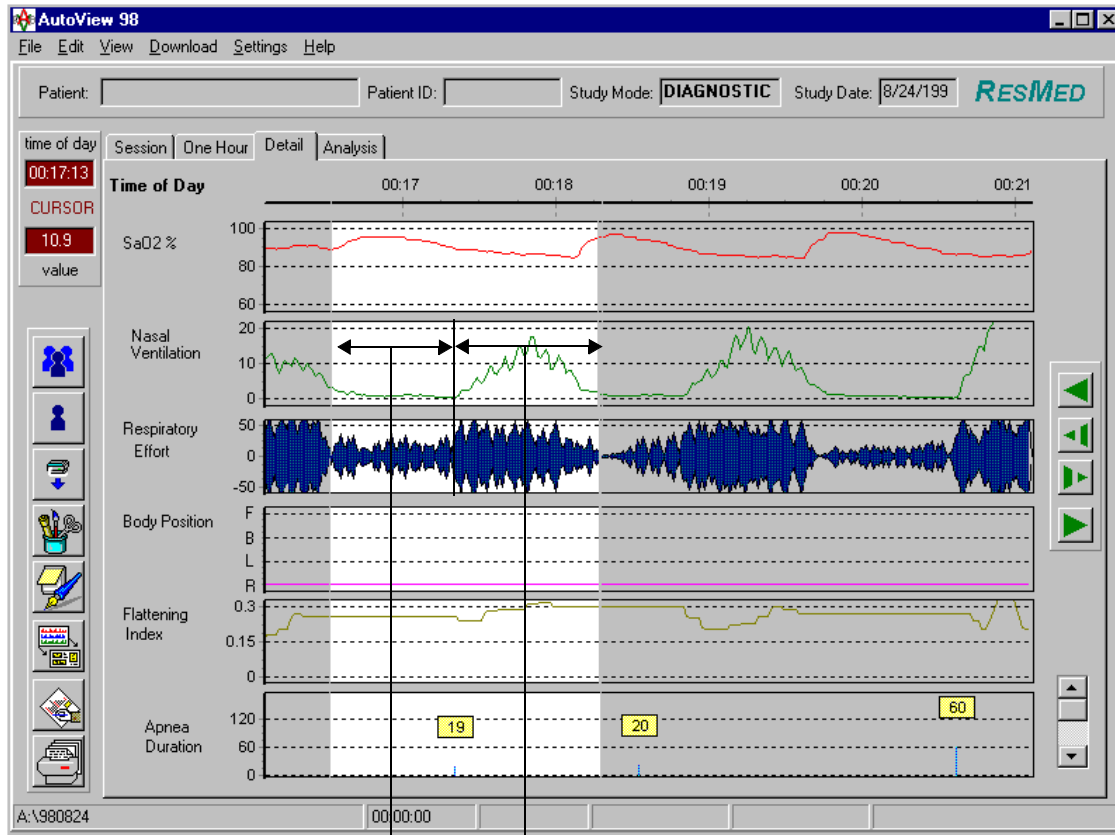 AutoView 98
File Edit View Download Settings Help
Patient: Patient ID: Study Mode: DIAGNOSTIC Study Date: 8/24/199 RESMED
time of day
00:17:13
CURSOR
10.9
value
Session One Hour Detail Analysis
Time of Day 00:17 00:18 00:19 00:20 00:21
SaO2 %
100
80
60
Nasal
Ventilation
20
10
0
Respiratory
Effort
50
0
-50
Body Position
F
B
L
R
Flattening
Index
0.3
0.15
0
Apnea
Duration
120
60
0
19 20 60
A:\980824 00:00:00